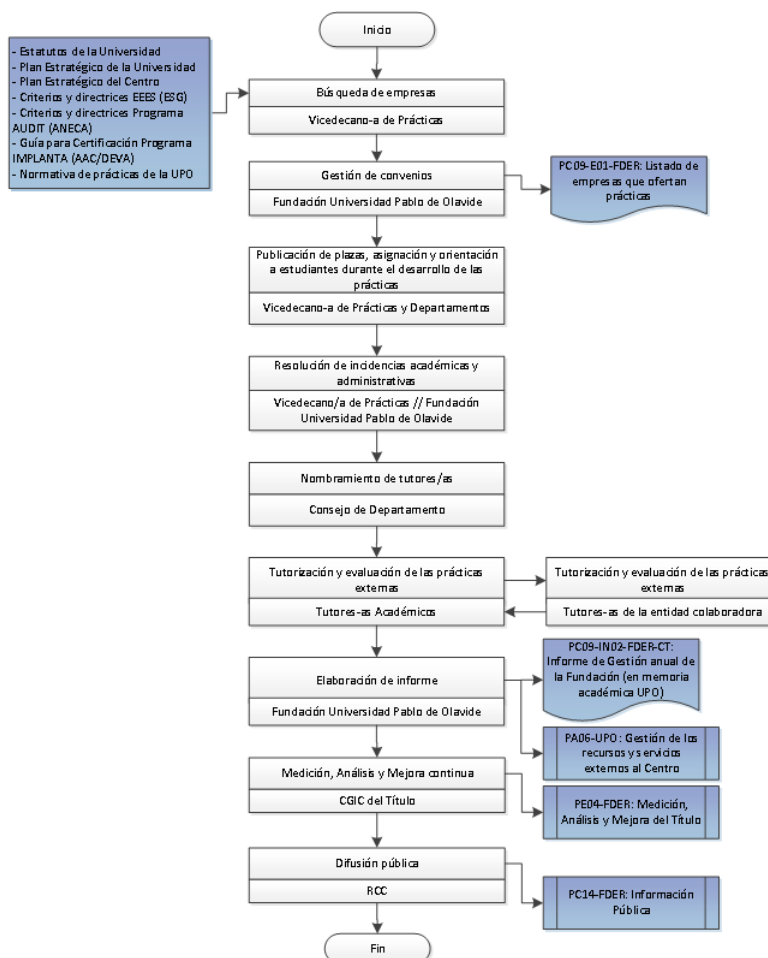 Inicio
- Estatutos de la Universidad
- Plan Estratégico de la Universidad
- Plan Estratégico del Centro
- Criterios y directrices EEES (ESG)
- Criterios y directrices Programa
AUDIT (ANECA)
- Guía para Certificación Programa
IMPLANTA (AAC/DEVA)
- Normativa de prácticas de la UPO
Búsqueda de empresas
Vicedecano-a de Prácticas
Gestión de convenios
Fundación Universidad Pablo de Olavide
PC09-E01-FDER: Listado de
empresas que ofertan
prácticas
Publicación de plazas, asignación y orientación
a estudiantes durante el desarrollo de las
prácticas
Vicedecano-a de Prácticas y Departamentos
Resolución de incidencias académicas y
administrativas
Vicedecano/a de Prácticas // Fundación
Universidad Pablo de Olavide
Nombramiento de tutores/as
Consejo de Departamento
Tutorización y evaluación de las prácticas
externas
Tutores-as Académicos
Tutorización y evaluación de las prácticas
externas
Tutores-as de la entidad colaboradora
Elaboración de informe
Fundación Universidad Pablo de Olavide
PC09-IN02-FDER-CT:
Informe de Gestión anual de
la Fundación (en memoria
académica UPO)
PA06-UPO: Gestión de los
recursos y servicios
externos al Centro
Medición, Análisis y Mejora continua
CGIC del Título
PE04-FDER: Medición,
Análisis y Mejora del Título
Difusión pública
RCC
PC14-FDER: Información
Pública
Fin